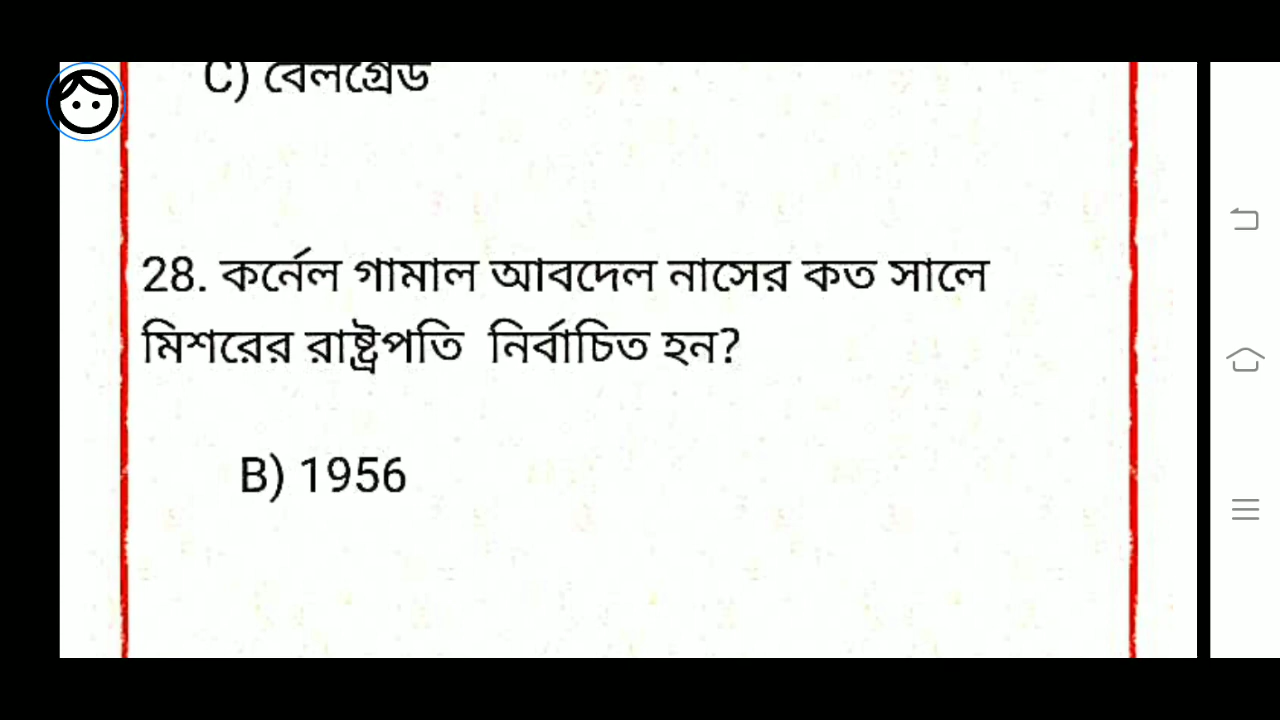 C) বেলগ্রেড
28. কর্নেল গামাল আবদেল নাসের কত সালে
মিশরের রাষ্ট্রপতি নির্বাচিত হন?
B) 1956